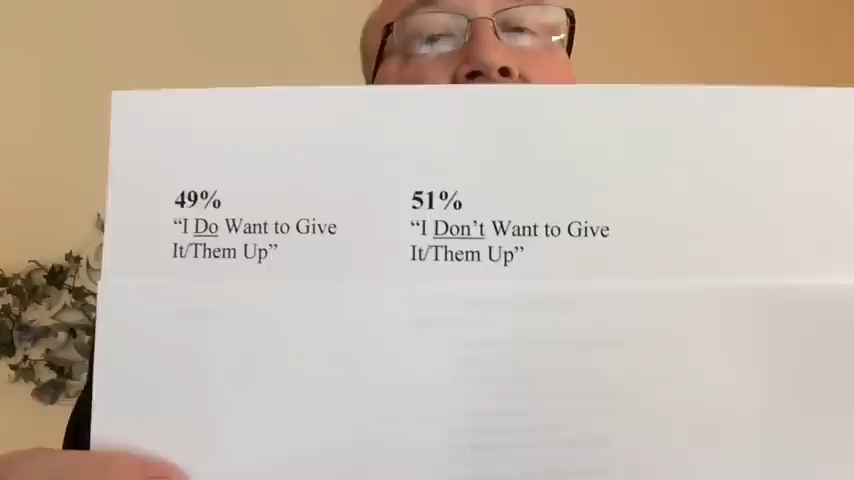 49%
“I Do Want to Give
It/Them Up”
51%
“I Don’t Want to Give
It/Them Up”